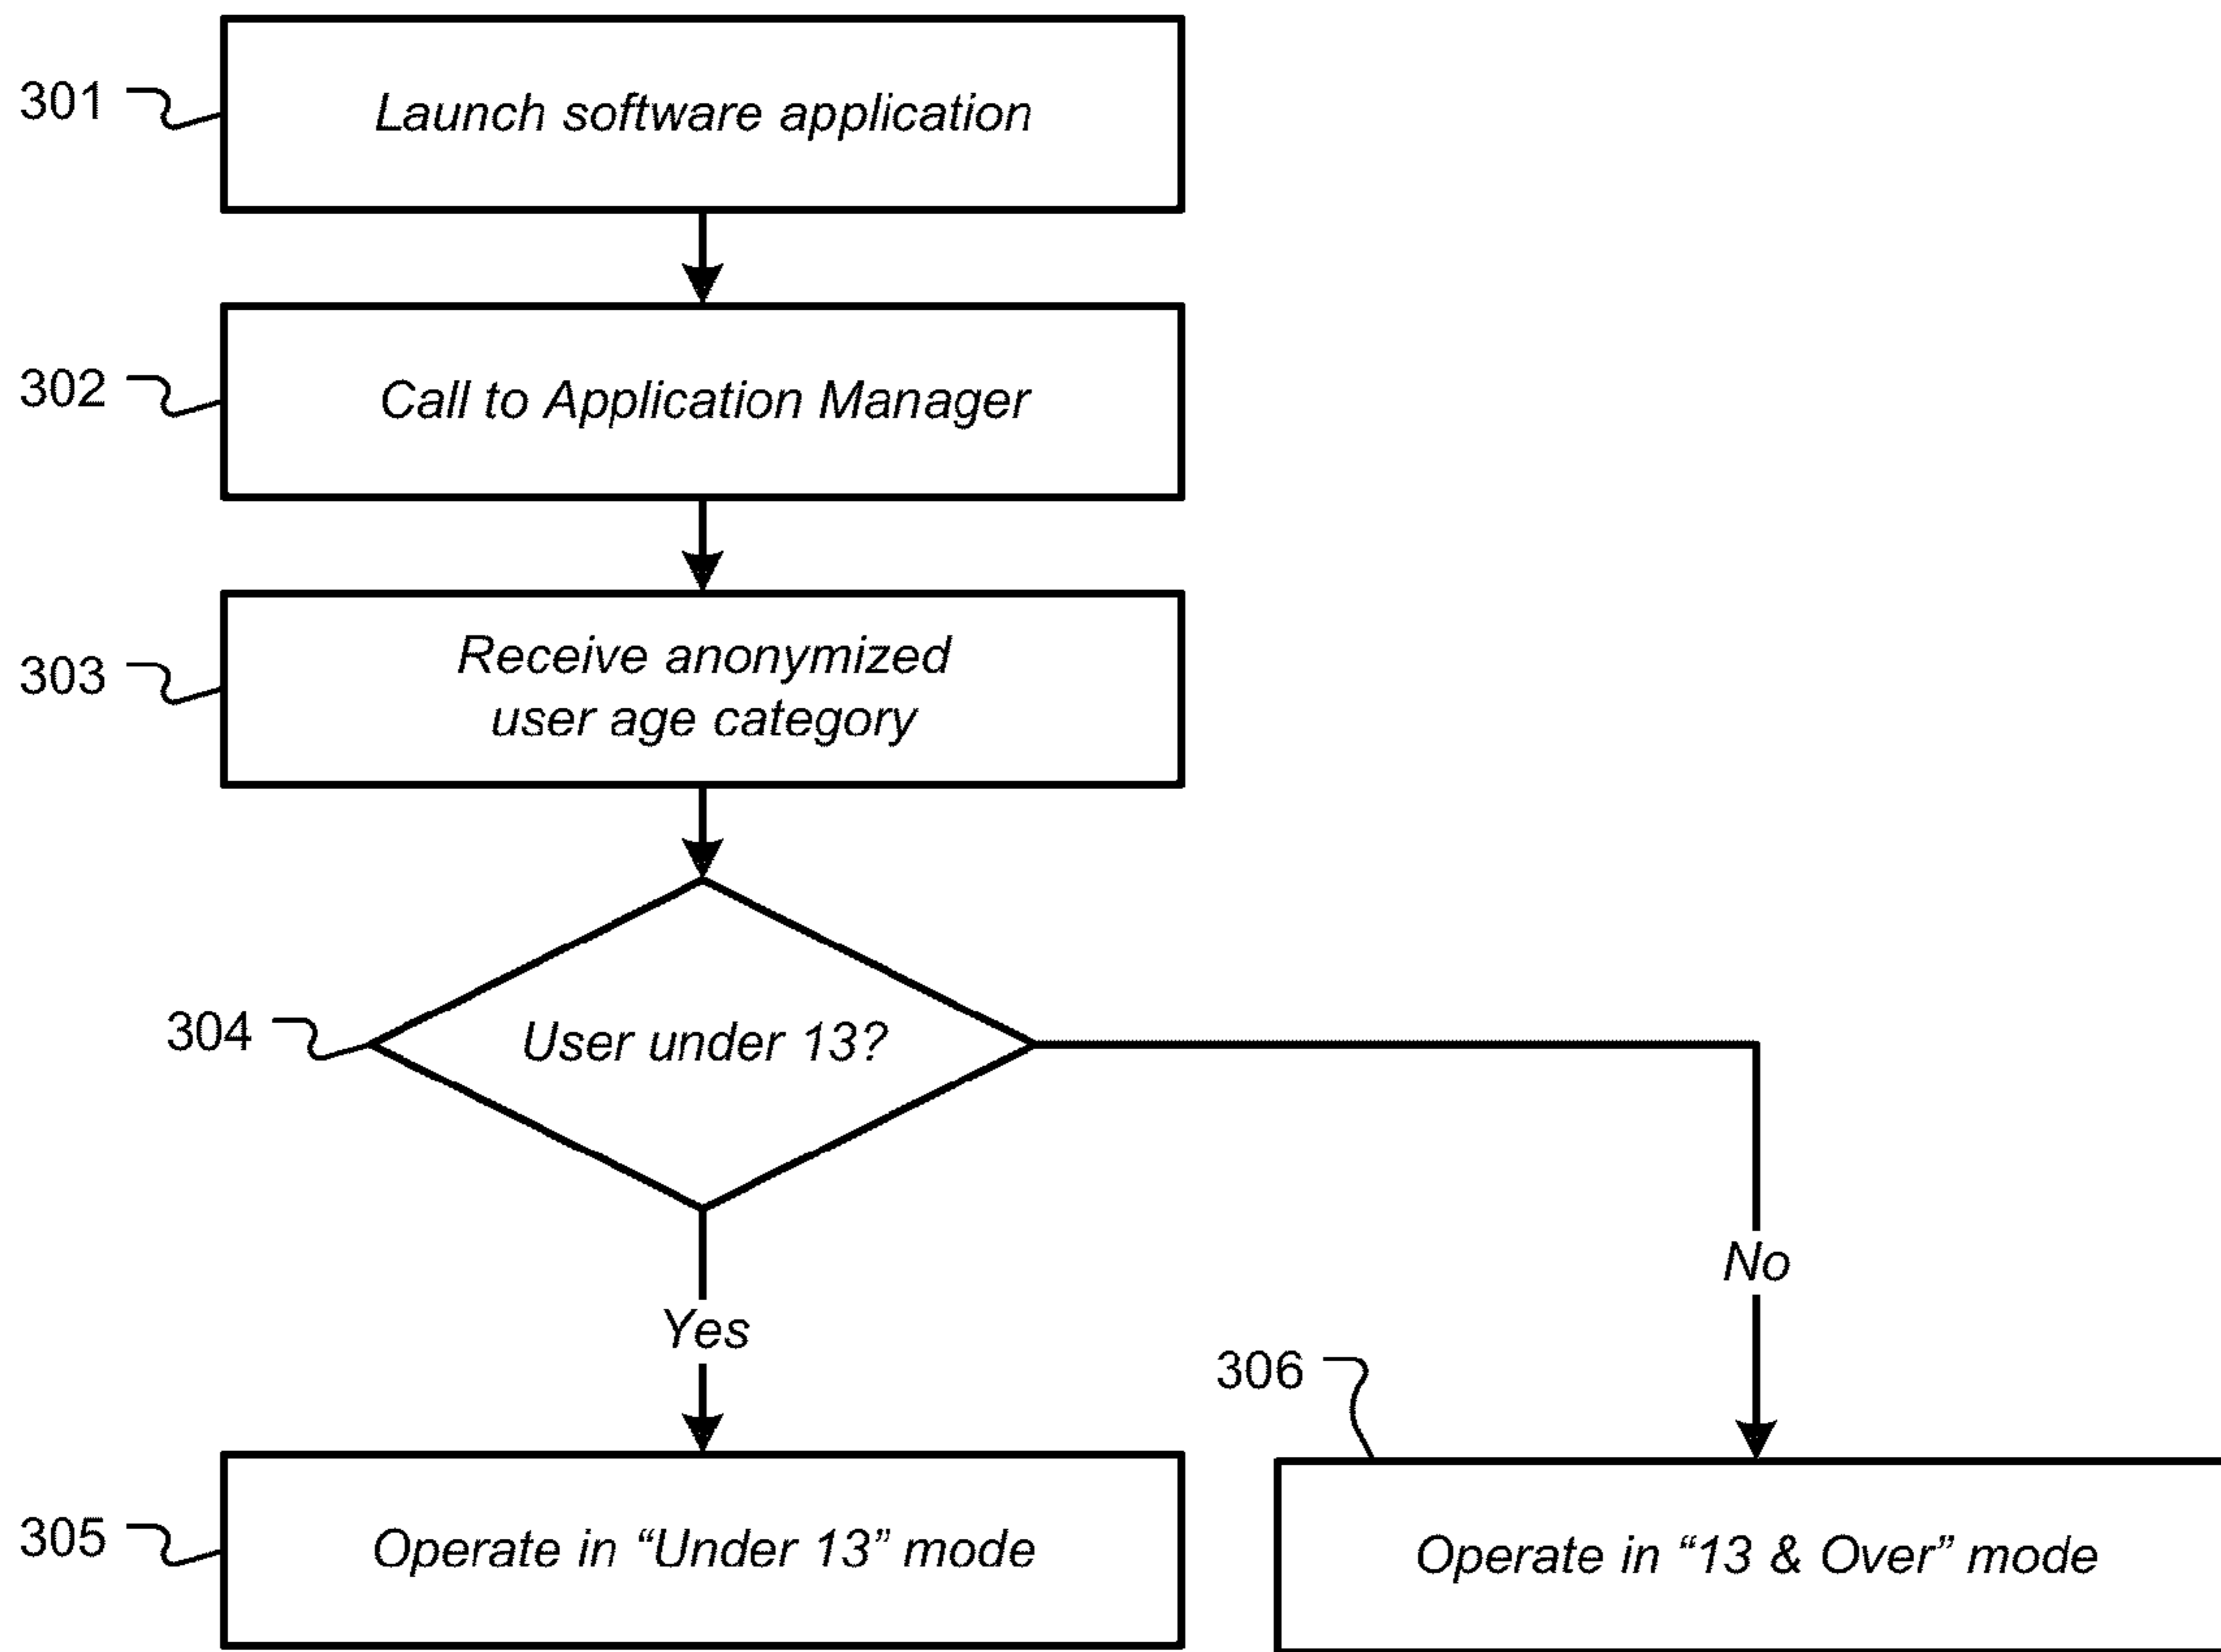 301
Launch software application
302
Call to Application Manager
303
Receive anonymized
user age category
304
User under 13?
No
Yes
306
305
Operate in “Under 13” mode
Operate in “13 & Over” mode